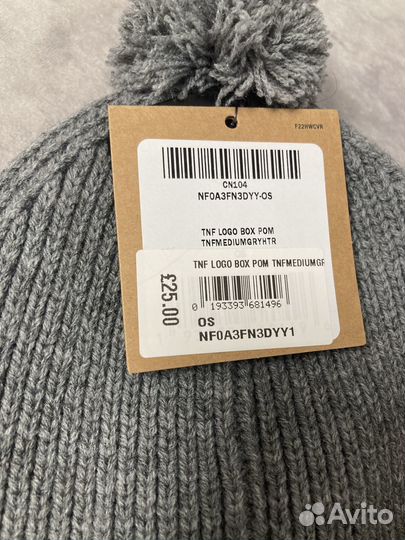 F22HWCVR
CN104
NF0A3FN3DYY-OS
TNF LOGO BOX POM
TNFMEDIUMGRYHTR
TNF LOGO BOX POM TNFMEDIUMGR
£25.00
0 193393 681496
OS
NF0A3FN3DYY1
Avito